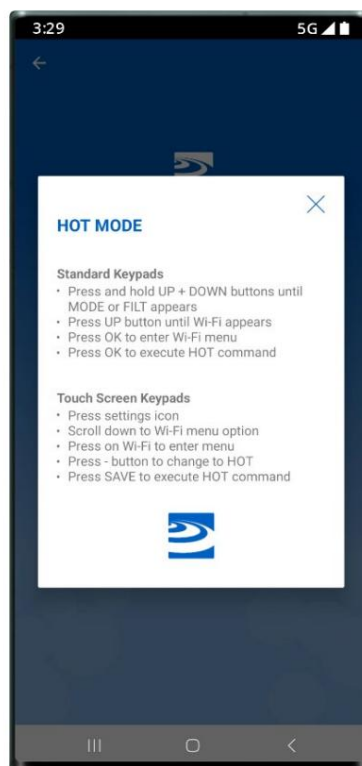 3:29
5G
HOT MODE
Standard Keypads
• Press and hold UP + DOWN buttons until
MODE or FILT appears
• Press UP button until Wi-Fi appears
• Press OK to enter Wi-Fi menu
• Press OK to execute HOT command
Touch Screen Keypads
• Press settings icon
• Scroll down to Wi-Fi menu option
• Press on Wi-Fi to enter menu
• Press - button to change to HOT
• Press SAVE to execute HOT command